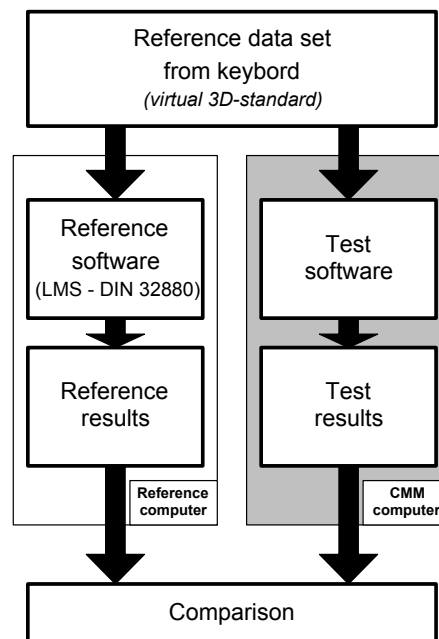 Reference data set
from keybord
(virtual 3D-standard)
Reference
software
(LMS - DIN 32880)
Test
software
Reference
results
Test
results
Reference
computer
CMM
computer
Comparison